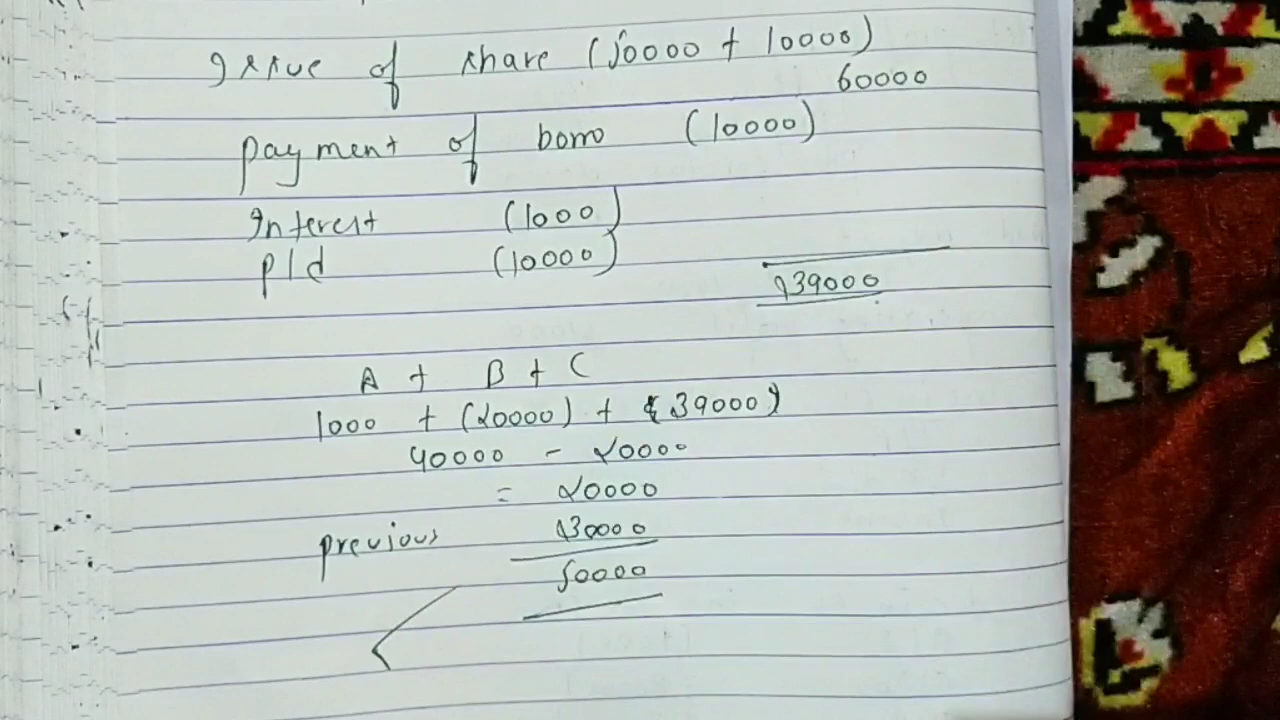 Issue of share (50000 + 10000)
60000
payment of borro (10000)
Interest (1000)
p/d (10000)
39000
A + B + C
1000 + (20000) + (39000)
40000 - 20000
= 20000
previous 30000
50000